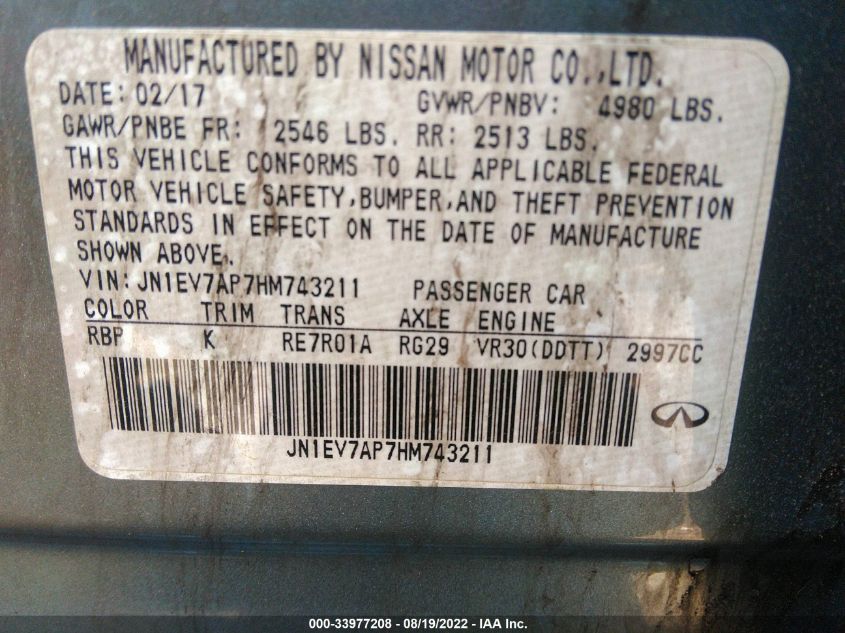 MANUFACTURED BY NISSAN MOTOR CO.,LTD.
DATE: 02/17 GVWR/PNBV: 4980 LBS.
GAWR/PNBE FR: 2546 LBS. RR: 2513 LBS.
THIS VEHICLE CONFORMS TO ALL APPLICABLE FEDERAL
MOTOR VEHICLE SAFETY,BUMPER,AND THEFT PREVENTION
STANDARDS IN EFFECT ON THE DATE OF MANUFACTURE
SHOWN ABOVE.
VIN:JN1EV7AP7HM743211 PASSENGER CAR
COLOR TRIM TRANS AXLE ENGINE
RBP K RE7R01A RG29 VR30(DDTT) 2997CC
JN1EV7AP7HM743211
000-33977208 - 08/19/2022 - IAA Inc.